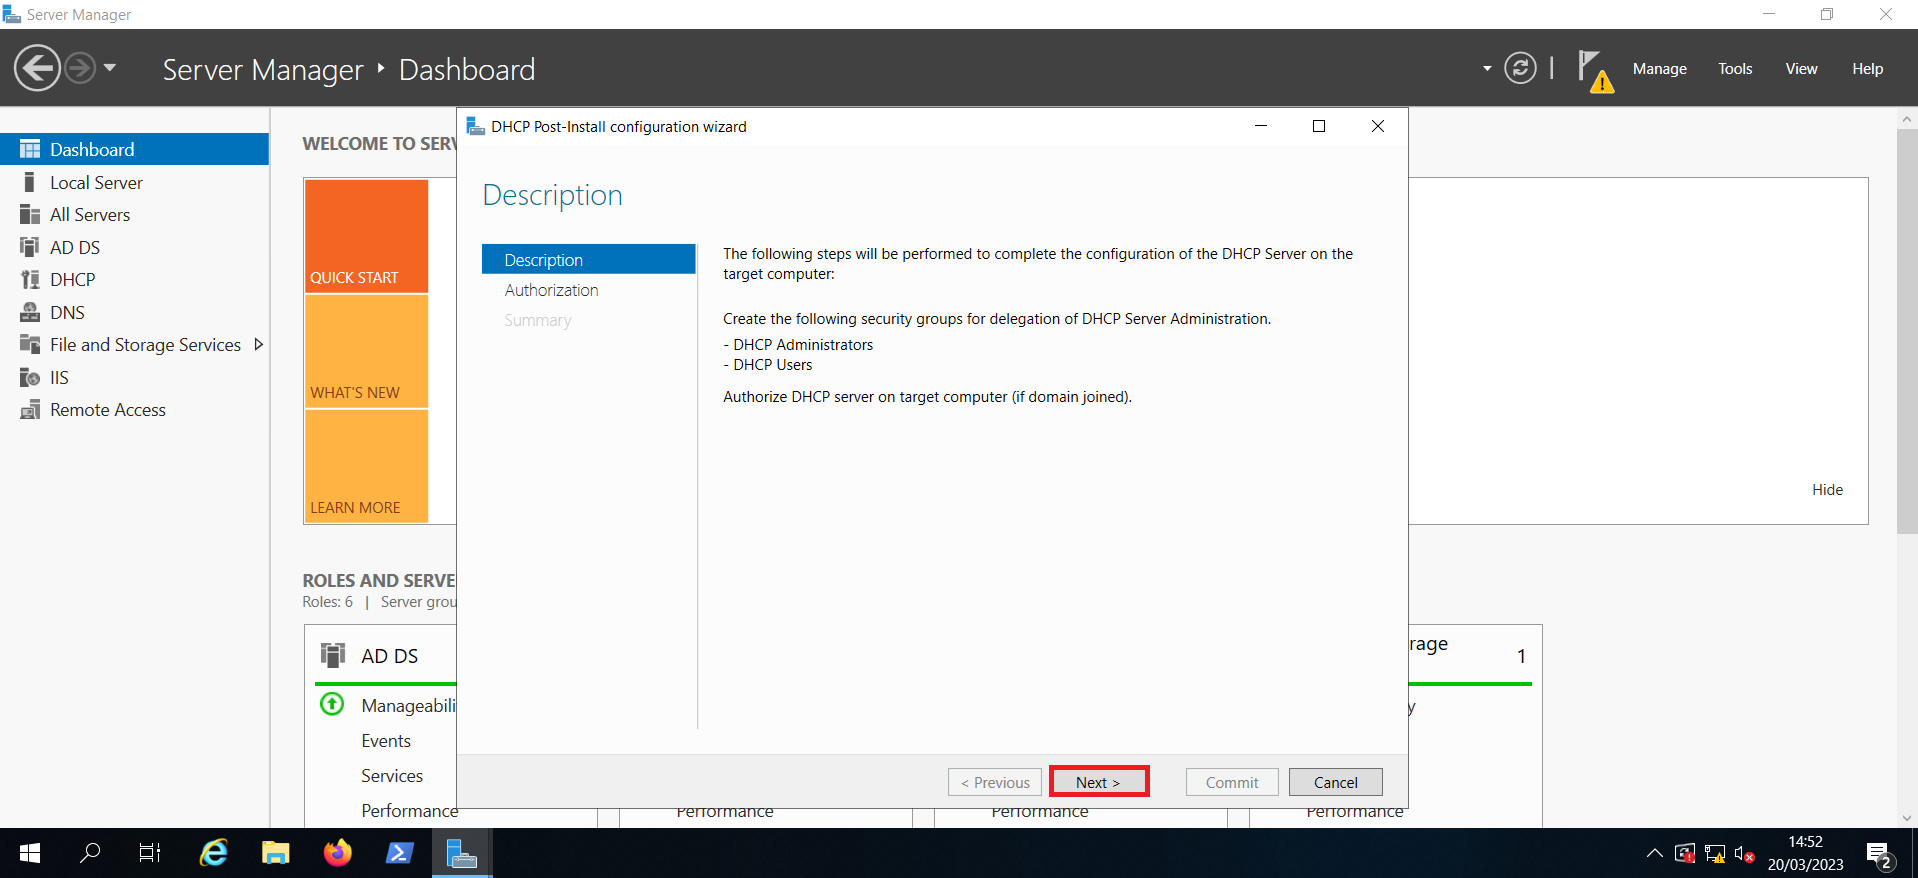 Server Manager
Server Manager ‣ Dashboard
Manage
Tools
View
Help
Dashboard
Local Server
All Servers
AD DS
DHCP
DNS
File and Storage Services
IIS
Remote Access
WELCOME TO SERV
QUICK START
WHAT'S NEW
LEARN MORE
Hide
ROLES AND SERVE
Roles: 6 | Server grou
AD DS
Manageabili
Events
Services
Performance
Performance
Performance
Performance
rage
1
y
DHCP Post-Install configuration wizard
Description
Description
Authorization
Summary
The following steps will be performed to complete the configuration of the DHCP Server on the
target computer:
Create the following security groups for delegation of DHCP Server Administration.
- DHCP Administrators
- DHCP Users
Authorize DHCP server on target computer (if domain joined).
< Previous
Next >
Commit
Cancel
14:52
20/03/2023
2